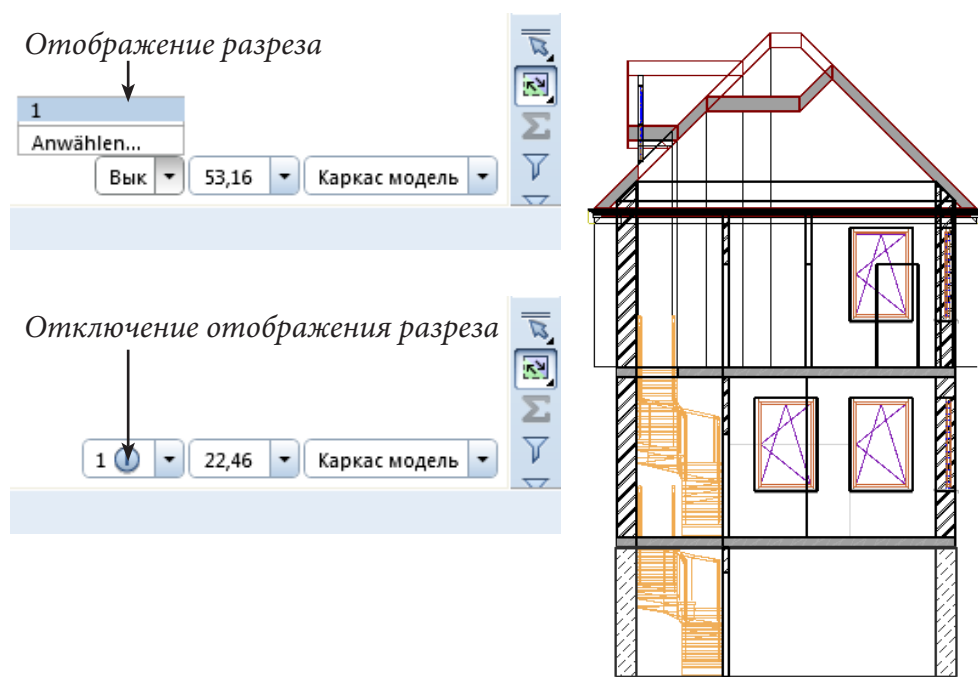 Отображение разреза
1
Anwählen...
Вык 53,16 Каркас модель
Отключение отображения разреза
1 22,46 Каркас модель